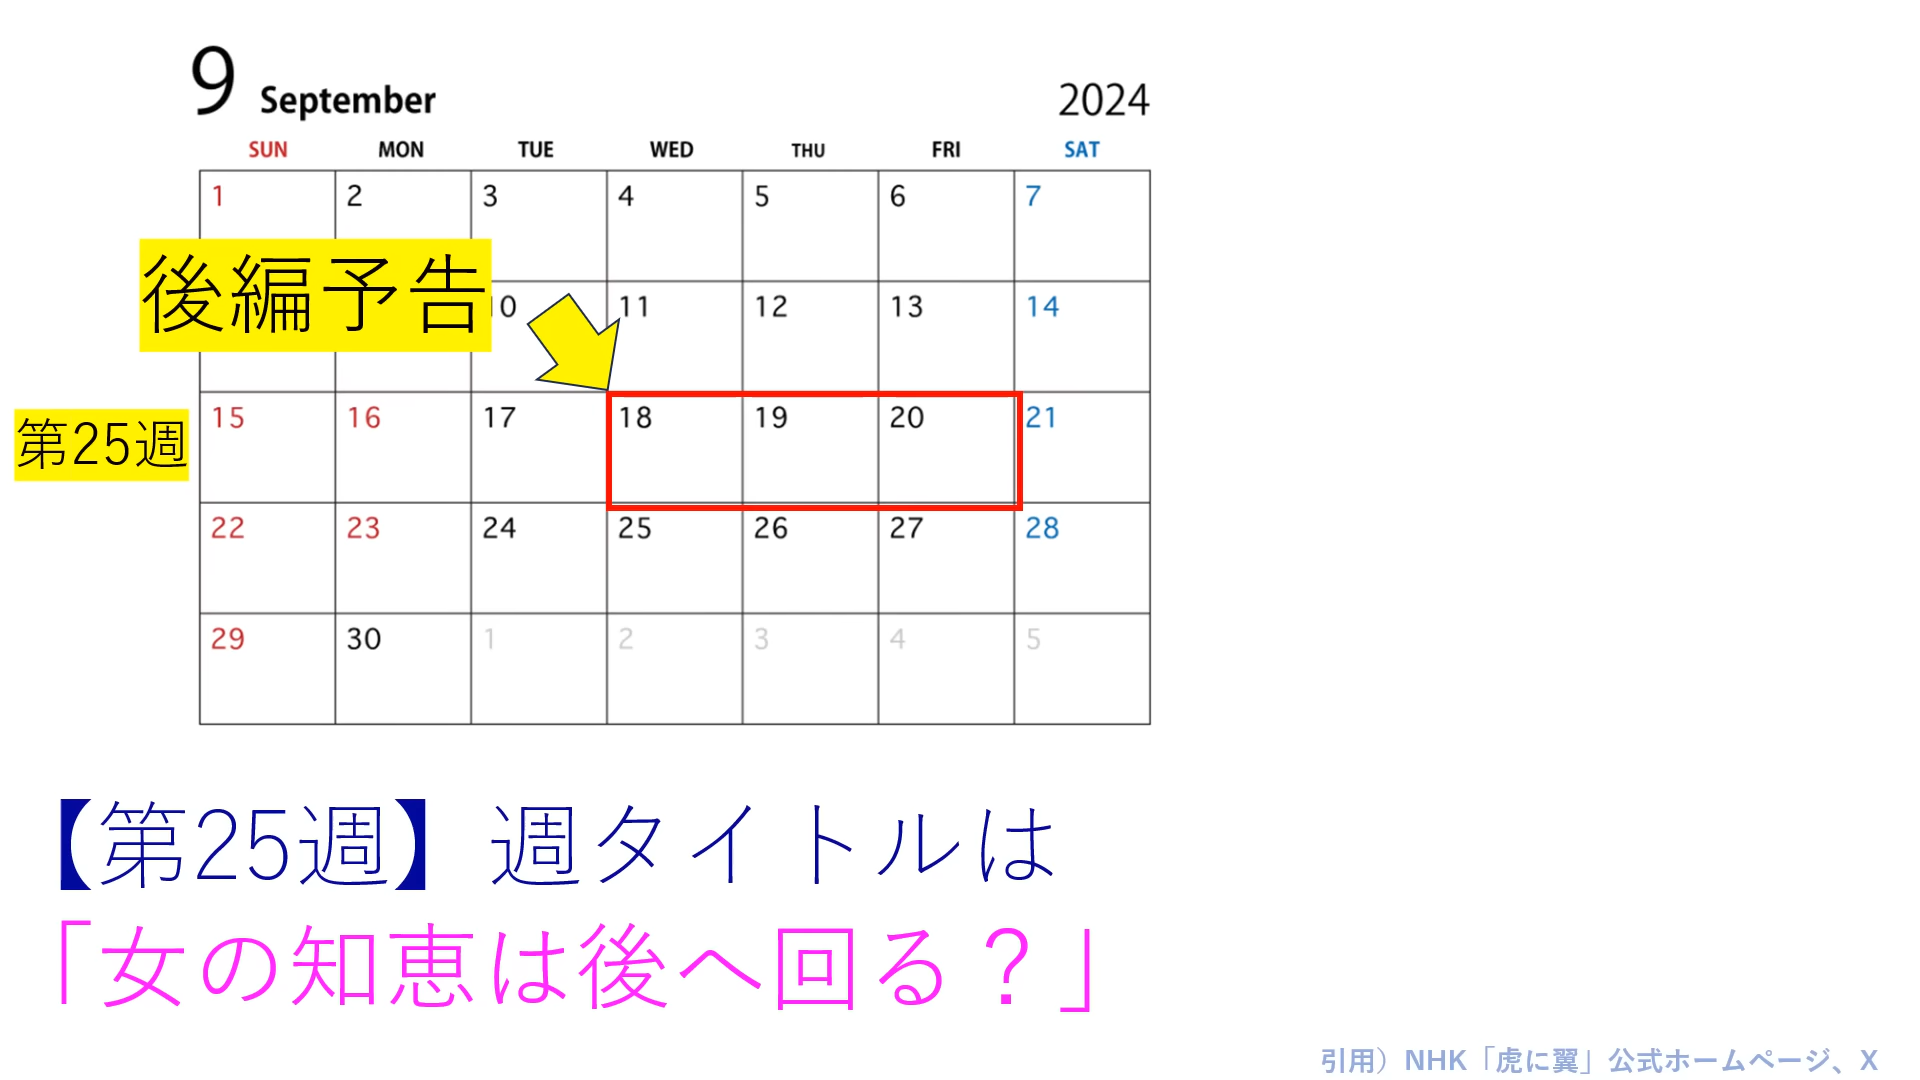 9 September 2024
SUN MON TUE WED THU FRI SAT
1 2 3 4 5 6 7
後編予告
10 11 12 13 14
第25週
15 16 17 18 19 20 21
22 23 24 25 26 27 28
29 30 1 2 3 4 5
【第25週】週タイトルは
「女の知恵は後へ回る？」
引用）NHK「虎に翼」公式ホームページ、X